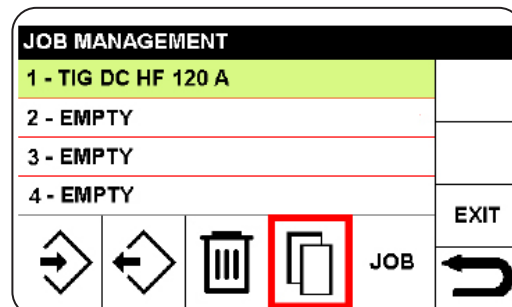 JOB MANAGEMENT
1 - TIG DC HF 120 A
2 - EMPTY
3 - EMPTY
4 - EMPTY
EXIT
JOB